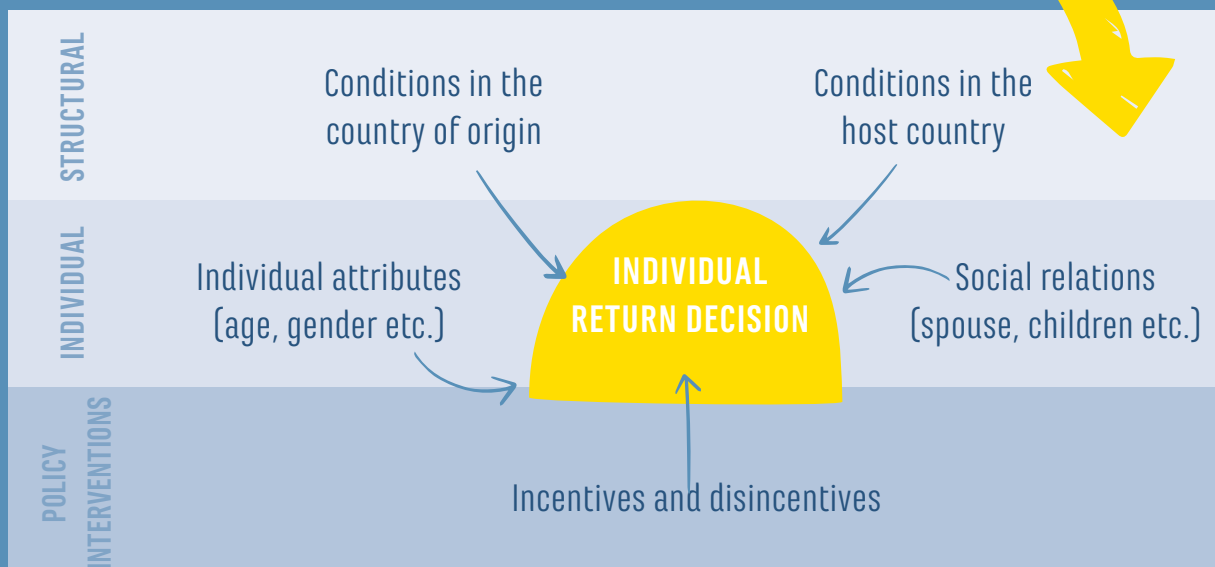 STRUCTURAL
Conditions in the
country of origin
Conditions in the
host country
INDIVIDUAL
Individual attributes
(age, gender etc.)
INDIVIDUAL
RETURN DECISION
Social relations
(spouse, children etc.)
POLICY
INTERVENTIONS
Incentives and disincentives